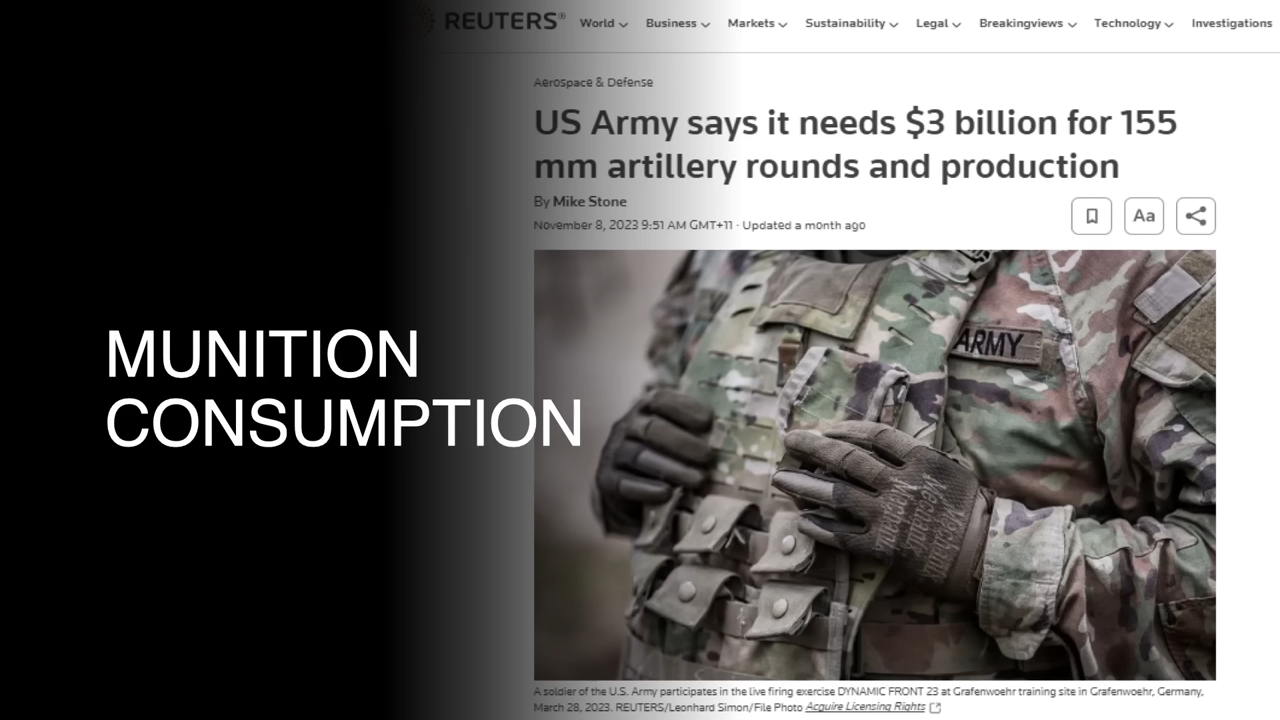 REUTERS®
World Business Markets Sustainability Legal Breakingviews Technology Investigations
Aerospace & Defense
US Army says it needs $3 billion for 155
mm artillery rounds and production
By Mike Stone
November 8, 2023 9:51 AM GMT+11 · Updated a month ago
Aa
MUNITION
CONSUMPTION
ARMY
Mechanix
A soldier of the U.S. Army participates in the live firing exercise DYNAMIC FRONT 23 at Grafenwoehr training site in Grafenwoehr, Germany,
March 28, 2023. REUTERS/Leonhard Simon/File Photo Acquire Licensing Rights